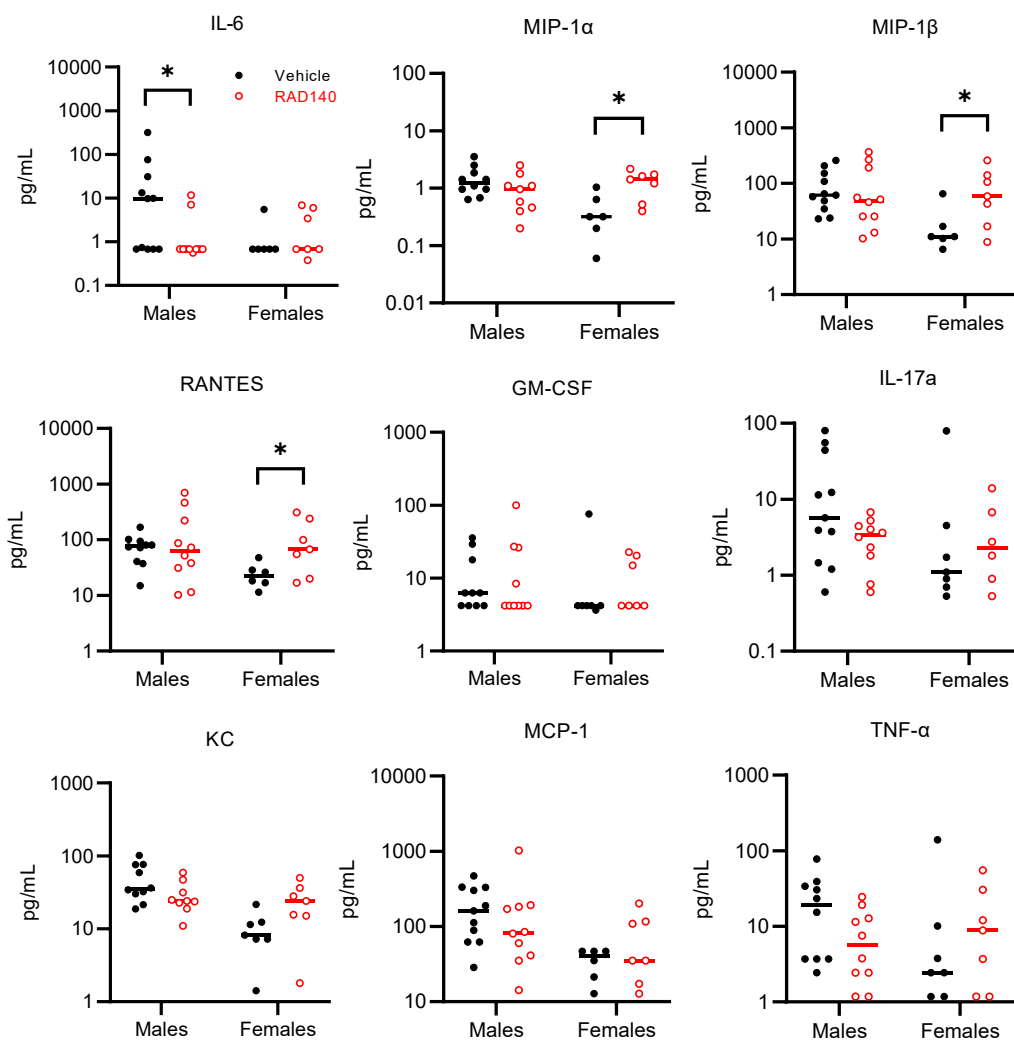 IL-6
MIP-1α
MIP-1β
10000
1000
100
10
1
0.1
pg/mL
*
Vehicle
RAD140
Males
Females
100
10
1
0.1
0.01
pg/mL
*
Males
Females
10000
1000
100
10
1
pg/mL
*
Males
Females
RANTES
GM-CSF
IL-17a
10000
1000
100
10
1
pg/mL
*
Males
Females
1000
100
10
1
pg/mL
Males
Females
100
10
1
0.1
pg/mL
Males
Females
KC
MCP-1
TNF-α
1000
100
10
1
pg/mL
Males
Females
10000
1000
100
10
pg/mL
Males
Females
1000
100
10
1
pg/mL
Males
Females